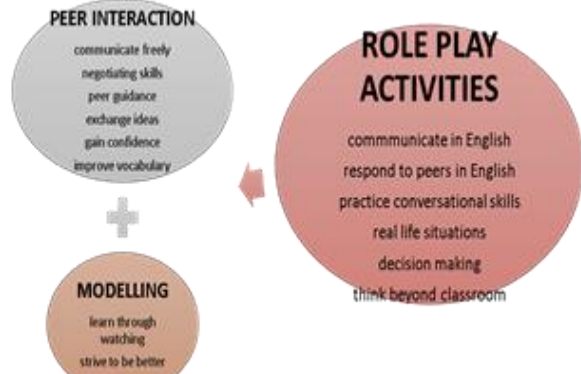 PEER INTERACTION
communicate freely
negotiating skills
peer guidance
exchange ideas
gain confidence
improve vocabulary
MODELLING
learn through
watching
strive to be better
ROLE PLAY
ACTIVITIES
commmunicate in English
respond to peers in English
practice conversational skills
real life situations
decision making
think beyond classroom